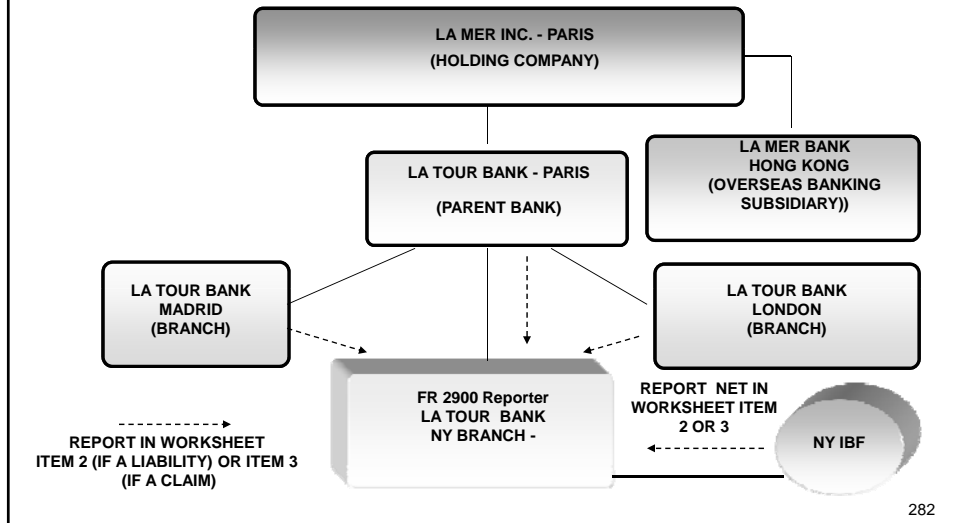 LA MER INC. - PARIS
(HOLDING COMPANY)
LA TOUR BANK - PARIS
(PARENT BANK)
LA MER BANK
HONG KONG
(OVERSEAS BANKING
SUBSIDIARY))
LA TOUR BANK
MADRID
(BRANCH)
LA TOUR BANK
LONDON
(BRANCH)
FR 2900 Reporter
LA TOUR BANK
NY BRANCH -
REPORT NET IN
WORKSHEET ITEM
2 OR 3
NY IBF
REPORT IN WORKSHEET
ITEM 2 (IF A LIABILITY) OR ITEM 3
(IF A CLAIM)
282